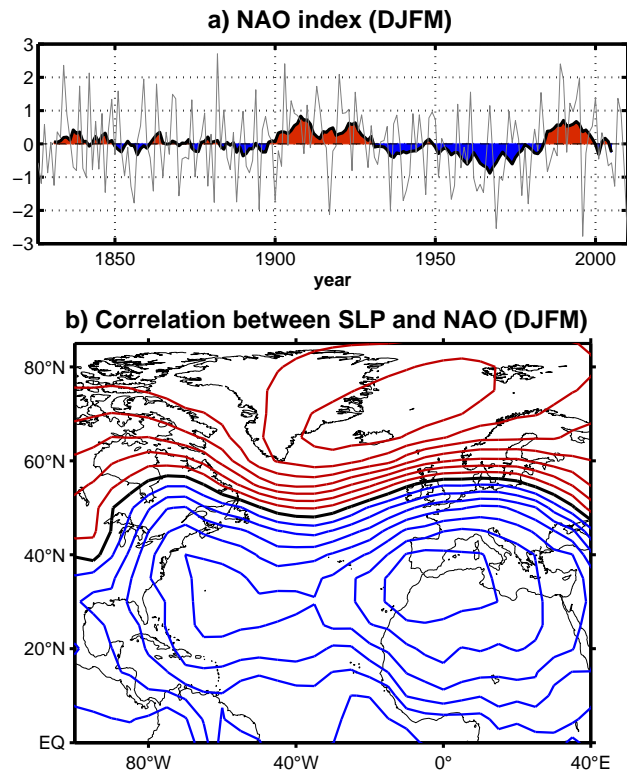 a) NAO index (DJFM)
3
2
1
0
−1
−2
−3
1850 1900 1950 2000
year
b) Correlation between SLP and NAO (DJFM)
80°N
60°N
40°N
20°N
EQ
80°W 40°W 0° 40°E